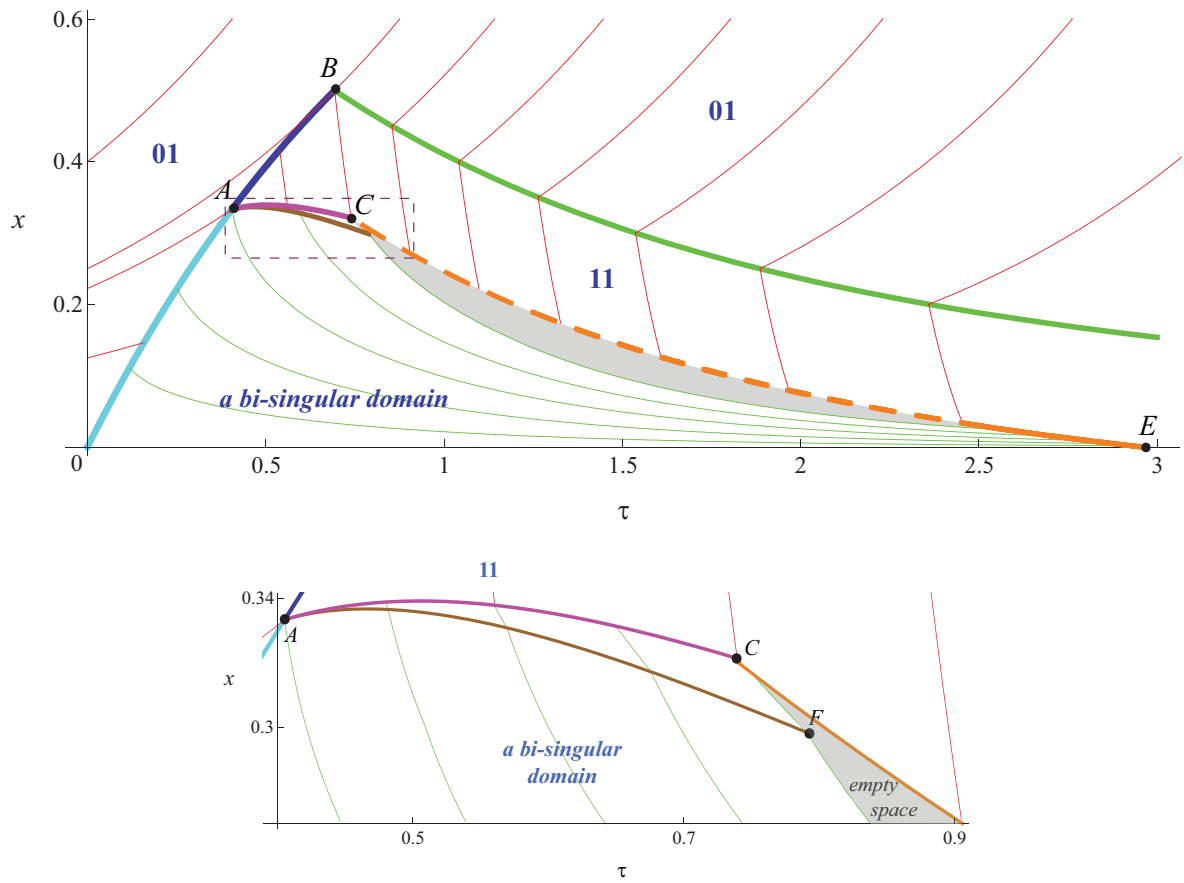 0.6
B
01
01
0.4
A
C
x
11
0.2
a bi-singular domain
E
0
0.5
1
1.5
2
2.5
3
τ
11
0.34
A
C
x
F
0.3
a bi-singular
domain
empty
space
0.5
0.7
0.9
τ